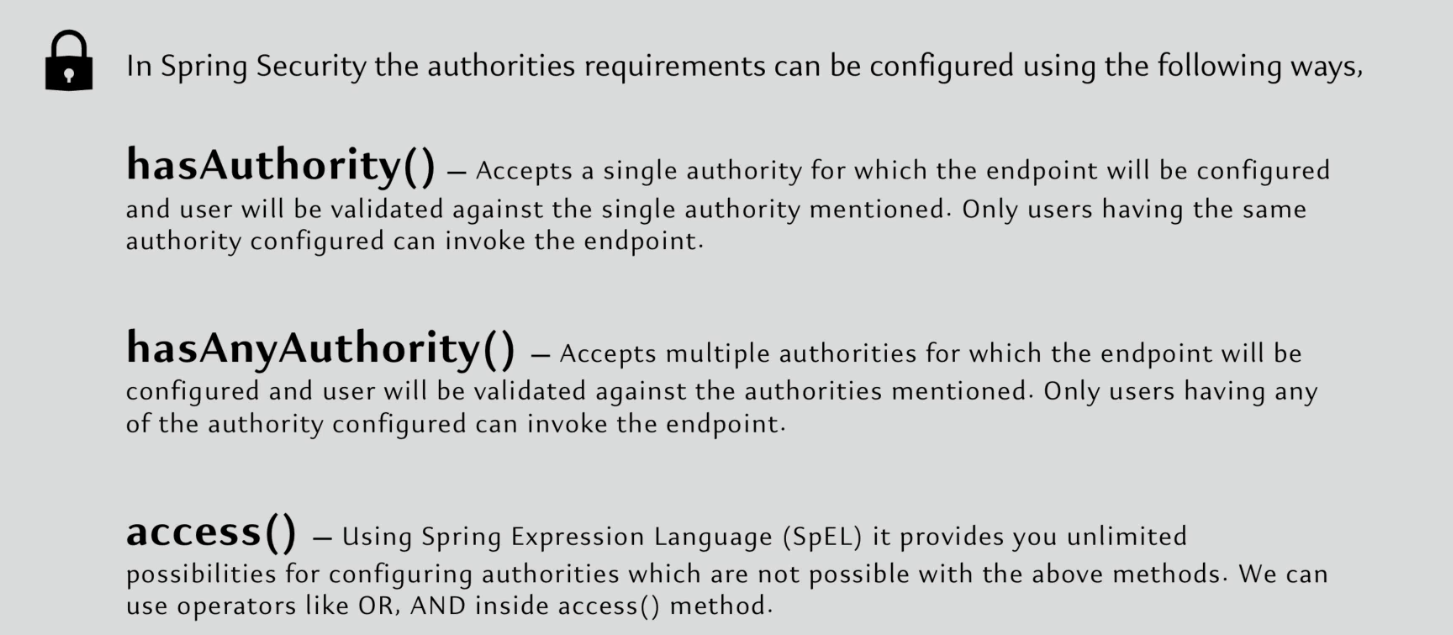 In Spring Security the authorities requirements can be configured using the following ways,
hasAuthority() – Accepts a single authority for which the endpoint will be configured
and user will be validated against the single authority mentioned. Only users having the same
authority configured can invoke the endpoint.
hasAnyAuthority() – Accepts multiple authorities for which the endpoint will be
configured and user will be validated against the authorities mentioned. Only users having any
of the authority configured can invoke the endpoint.
access() – Using Spring Expression Language (SpEL) it provides you unlimited
possibilities for configuring authorities which are not possible with the above methods. We can
use operators like OR, AND inside access() method.